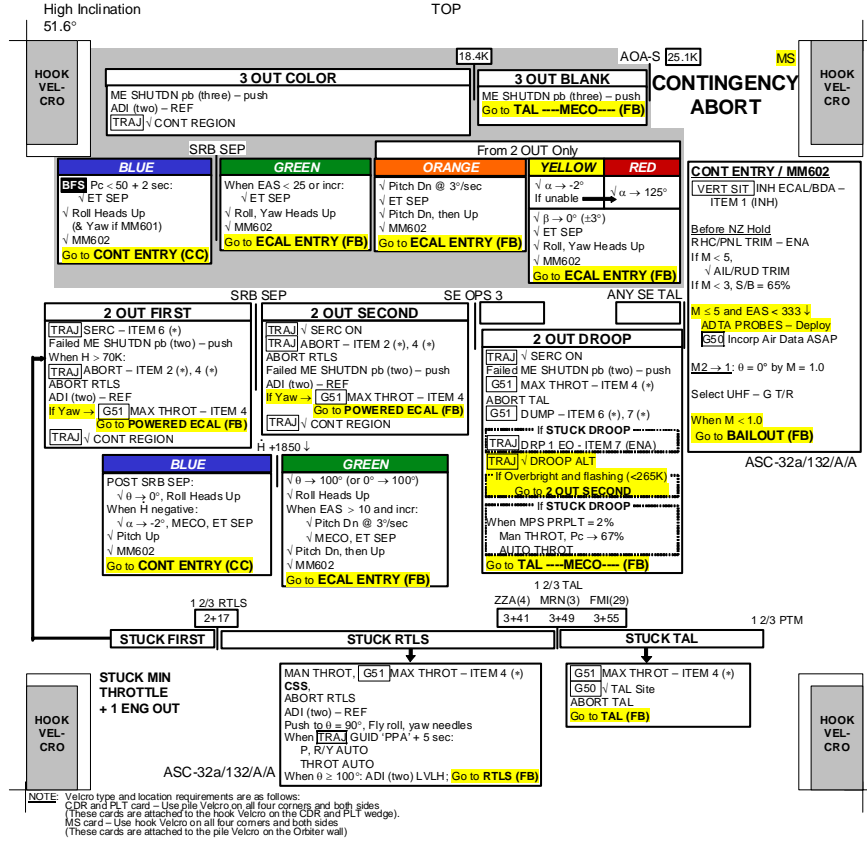 High Inclination
51.6°
TOP
18.4K
AOA-S 25.1K
MS
HOOK
VEL-
CRO
HOOK
VEL-
CRO
3 OUT COLOR
ME SHUTDN pb (three) – push
ADI (two) – REF
TRAJ √ CONT REGION
3 OUT BLANK
ME SHUTDN pb (three) – push
Go to TAL ----MECO---- (FB)
CONTINGENCY
ABORT
SRB SEP
From 2 OUT Only
BLUE
BFS Pc < 50 + 2 sec:
√ ET SEP
√ Roll Heads Up
(& Yaw if MM601)
√ MM602
Go to CONT ENTRY (CC)
GREEN
When EAS < 25 or incr:
√ ET SEP
√ Roll, Yaw Heads Up
√ MM602
Go to ECAL ENTRY (FB)
ORANGE
√ Pitch Dn @ 3°/sec
√ ET SEP
√ Pitch Dn, then Up
√ MM602
Go to ECAL ENTRY (FB)
YELLOW RED
√ α → -2°
If unable
√ α → 125°
√ β → 0° (±3°)
√ ET SEP
√ Roll, Yaw Heads Up
√ MM602
Go to ECAL ENTRY (FB)
CONT ENTRY / MM602
VERT SIT INH ECAL/BDA –
ITEM 1 (INH)
Before NZ Hold
RHC/PNL TRIM – ENA
If M < 5,
√ AIL/RUD TRIM
If M < 3, S/B = 65%
M ≤ 5 and EAS < 333 ↓
ADTA PROBES – Deploy
G50 Incorp Air Data ASAP
M2 → 1: θ = 0° by M = 1.0
Select UHF – G T/R
When M < 1.0
Go to BAILOUT (FB)
ASC-32a/132/A/A
SRB SEP
SE OPS 3
ANY SE TAL
2 OUT FIRST
TRAJ SERC – ITEM 6 (*)
Failed ME SHUTDN pb (two) – push
When H > 70K:
TRAJ ABORT – ITEM 2 (*), 4 (*)
ABORT RTLS
ADI (two) – REF
If Yaw → G51 MAX THROT – ITEM 4
Go to POWERED ECAL (FB)
TRAJ √ CONT REGION
2 OUT SECOND
TRAJ √ SERC ON
TRAJ ABORT – ITEM 2 (*), 4 (*)
ABORT RTLS
Failed ME SHUTDN pb (two) – push
ADI (two) – REF
If Yaw → G51 MAX THROT – ITEM 4
Go to POWERED ECAL (FB)
TRAJ √ CONT REGION
2 OUT DROOP
TRAJ √ SERC ON
Failed ME SHUTDN pb (two) – push
G51 MAX THROT – ITEM 4 (*)
ABORT TAL
G51 DUMP – ITEM 6 (*), 7 (*)
If STUCK DROOP
TRAJ DRP 1 EO - ITEM 7 (ENA)
TRAJ √ DROOP ALT
If Overbright and flashing (<265K)
Go to 2 OUT SECOND
If STUCK DROOP
When MPS PRPLT = 2%
Man THROT, Pc → 67%
AUTO THROT
Go to TAL ----MECO---- (FB)
Ḣ +1850 ↓
BLUE
POST SRB SEP:
√ θ → 0°, Roll Heads Up
When H negative:
√ α → -2°, MECO, ET SEP
√ Pitch Up
√ MM602
Go to CONT ENTRY (CC)
GREEN
√ θ → 100° (or 0° → 100°)
√ Roll Heads Up
When EAS > 10 and incr:
√ Pitch Dn @ 3°/sec
√ MECO, ET SEP
√ Pitch Dn, then Up
√ MM602
Go to ECAL ENTRY (FB)
1 2/3 RTLS
2+17
1 2/3 TAL
ZZA(4) MRN(3) FMI(29)
3+41 3+49 3+55
1 2/3 PTM
STUCK FIRST
STUCK RTLS
STUCK TAL
STUCK MIN
THROTTLE
+ 1 ENG OUT
MAN THROT, G51 MAX THROT – ITEM 4 (*)
CSS,
ABORT RTLS
ADI (two) – REF
Push to θ = 90°, Fly roll, yaw needles
When TRAJ GUID 'PPA' + 5 sec:
P, R/Y AUTO
THROT AUTO
When θ ≥ 100°: ADI (two) LVLH; Go to RTLS (FB)
G51 MAX THROT – ITEM 4 (*)
G50 √ TAL Site
ABORT TAL
Go to TAL (FB)
HOOK
VEL-
CRO
HOOK
VEL-
CRO
ASC-32a/132/A/A
NOTE: Velcro type and location requirements are as follows:
CDR and PLT card – Use pile Velcro on all four corners and both sides
(These cards are attached to the hook Velcro on the CDR and PLT wedge).
MS card – Use hook Velcro on all four corners and both sides
(These cards are attached to the pile Velcro on the Orbiter wall)